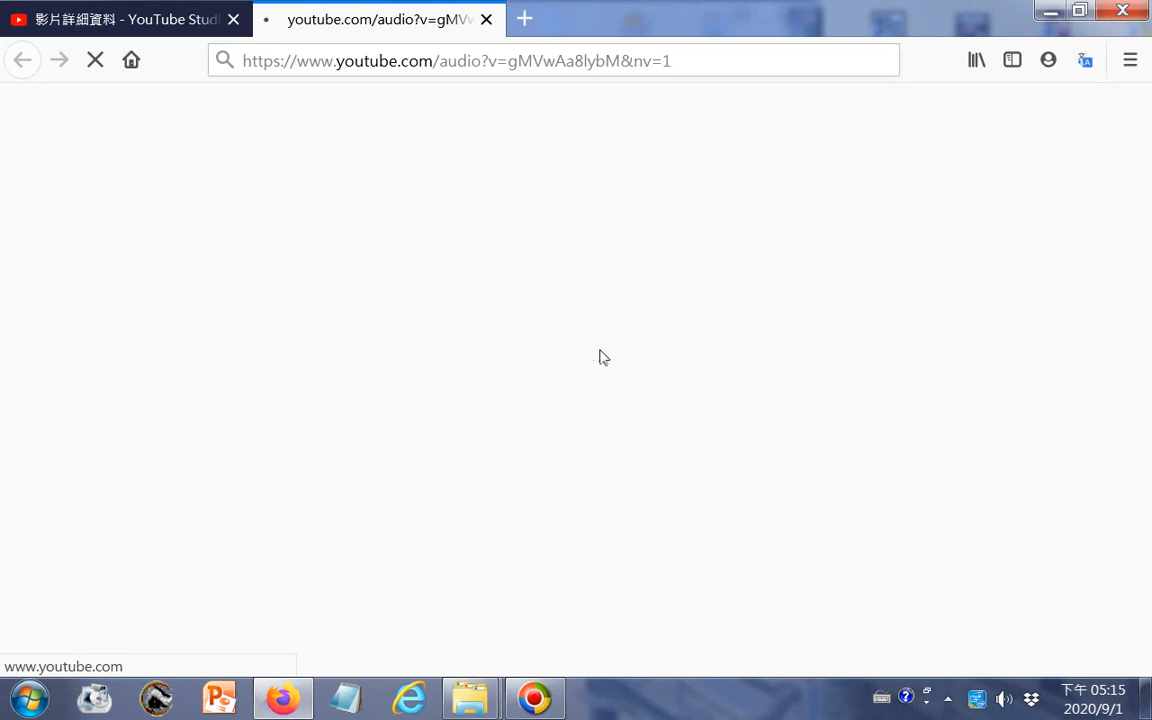 影片詳細資料 - YouTube Studi
youtube.com/audio?v=gMVw
https://www.youtube.com/audio?v=gMVwAa8lybM&nv=1
www.youtube.com
下午 05:15
2020/9/1